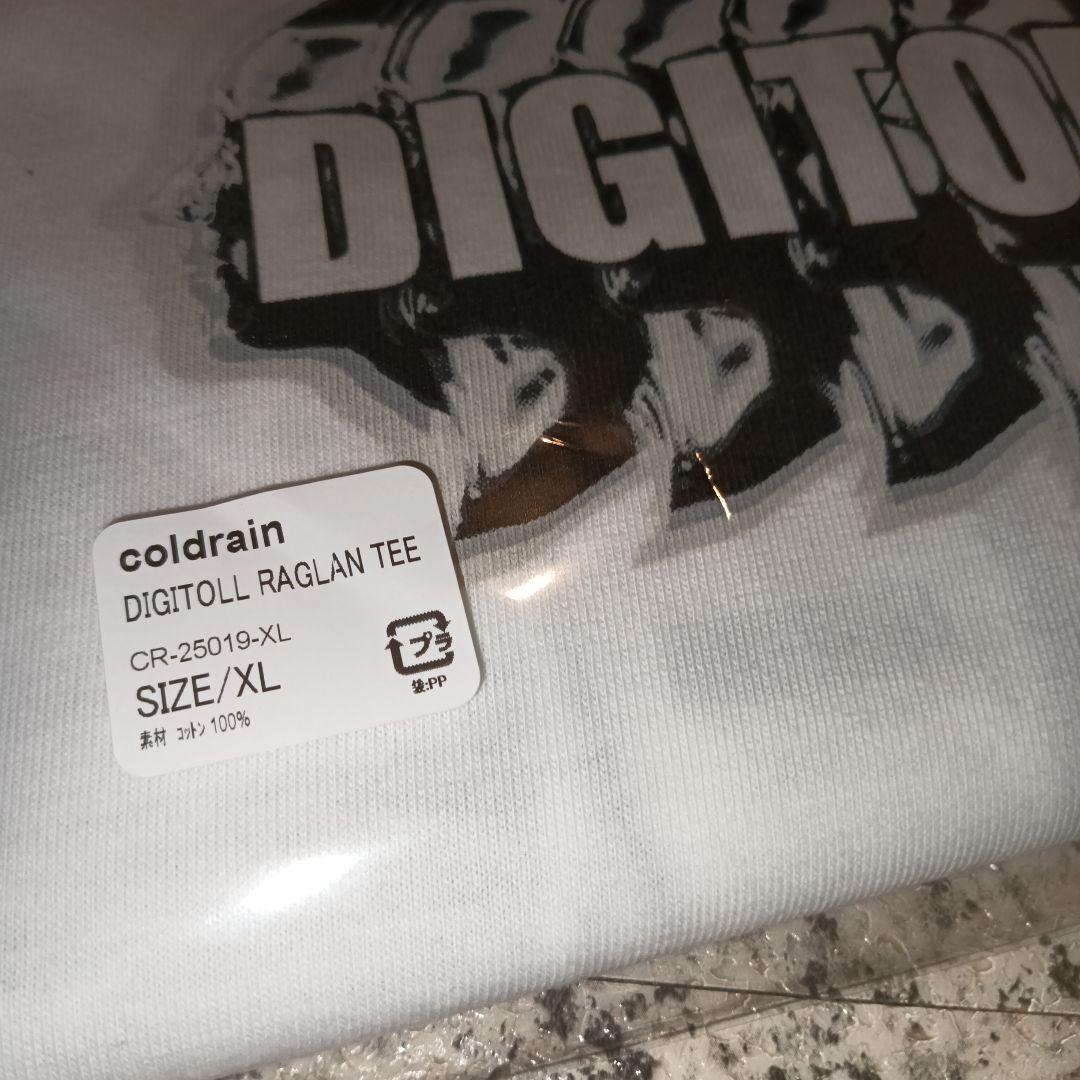 DIGITO
coldrain
DIGITOLL RAGLAN TEE
CR-25019-XL
SIZE/XL
素材 コットン 100%
プラ
袋:PP